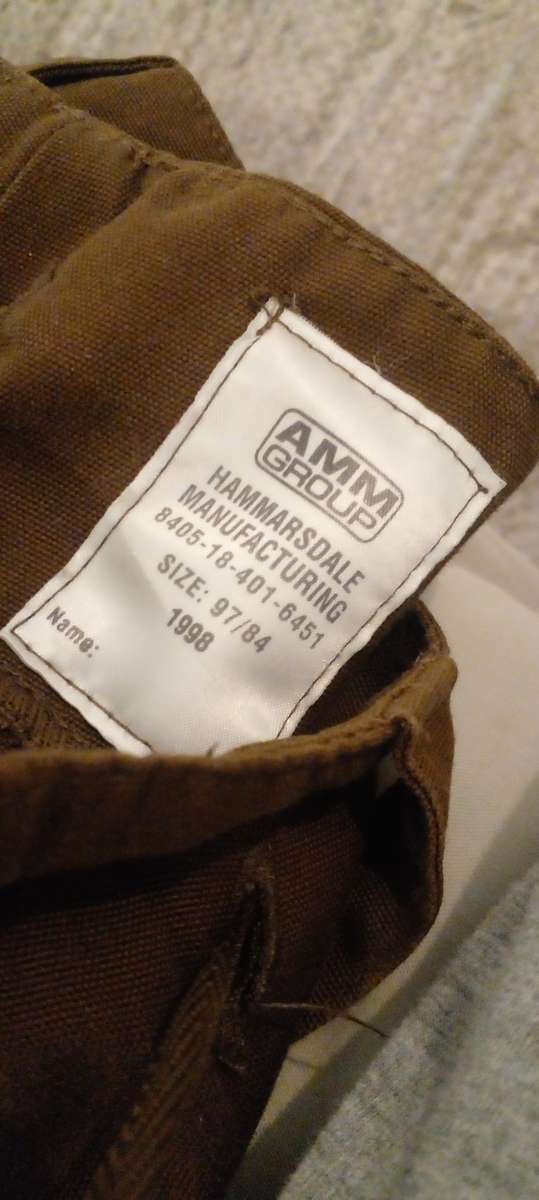 AMM
GROUP
HAMMARSDALE
MANUFACTURING
8405-18-401-6451
SIZE: 97/84
1998
Name: